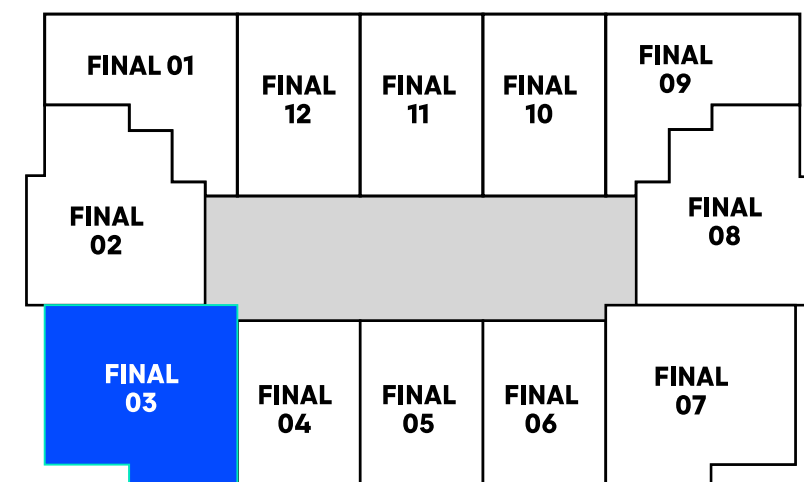 FINAL 01
FINAL
12
FINAL
11
FINAL
10
FINAL
09
FINAL
02
FINAL
08
FINAL
03
FINAL
04
FINAL
05
FINAL
06
FINAL
07